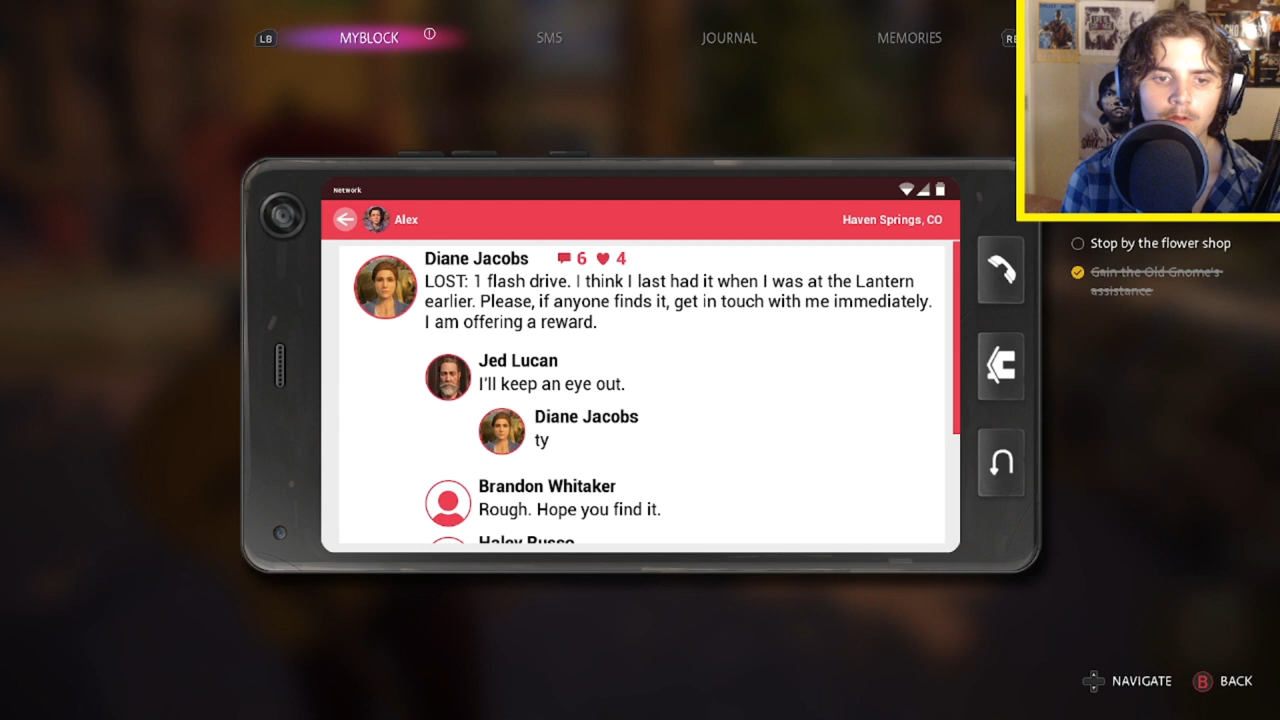 LB
MYBLOCK
SMS
JOURNAL
MEMORIES
Network
Alex
Haven Springs, CO
Diane Jacobs 6 4
LOST: 1 flash drive. I think I last had it when I was at the Lantern
earlier. Please, if anyone finds it, get in touch with me immediately.
I am offering a reward.
Jed Lucan
I'll keep an eye out.
Diane Jacobs
ty
Brandon Whitaker
Rough. Hope you find it.
Haley Russo
Stop by the flower shop
Gain the Old Gnome's
assistance
NAVIGATE
B BACK